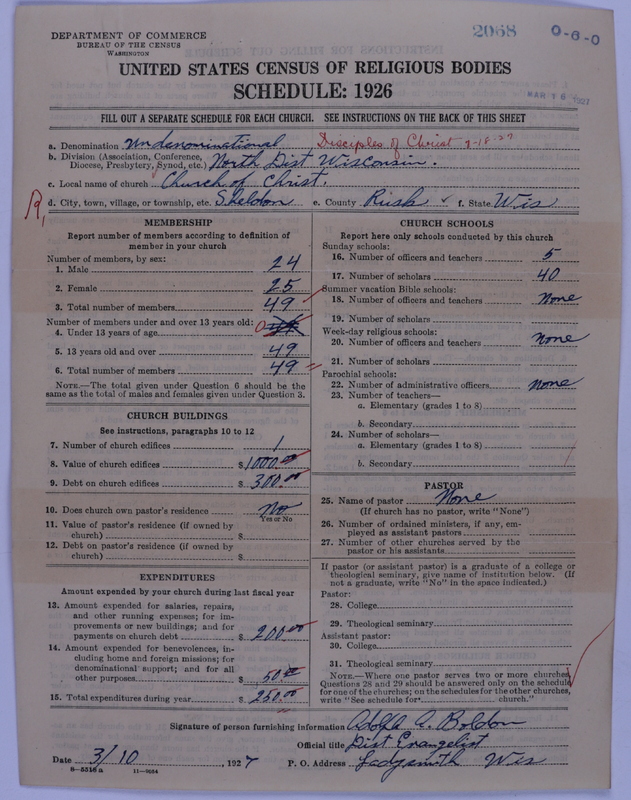 2068
0-6-0
DEPARTMENT OF COMMERCE
BUREAU OF THE CENSUS
WASHINGTON
UNITED STATES CENSUS OF RELIGIOUS BODIES
SCHEDULE: 1926
MAR 16 1927
FILL OUT A SEPARATE SCHEDULE FOR EACH CHURCH. SEE INSTRUCTIONS ON THE BACK OF THIS SHEET
a. Denomination Undenominational Disciples of Christ 9-18-27
b. Division (Association, Conference, Diocese, Presbytery, Synod, etc.) North Dist Wisconsin.
c. Local name of church Church of Christ.
R, d. City, town, village, or township, etc. Sheldon e. County Rusk ✓ f. State Wis
MEMBERSHIP
Report number of members according to definition of
member in your church
Number of members, by sex:
1. Male 24
2. Female 25
3. Total number of members 49
Number of members under and over 13 years old:
4. Under 13 years of age 0
5. 13 years old and over 49
6. Total number of members 49
NOTE.—The total given under Question 6 should be the
same as the total of males and females given under Question 3.
CHURCH BUILDINGS
See instructions, paragraphs 10 to 12
7. Number of church edifices 1
8. Value of church edifices $1000.00
9. Debt on church edifices $300.00
10. Does church own pastor's residence No
Yes or No
11. Value of pastor's residence (if owned by
church) $
12. Debt on pastor's residence (if owned by
church) $
EXPENDITURES
Amount expended by your church during last fiscal year
13. Amount expended for salaries, repairs,
and other running expenses; for im-
provements or new buildings; and for
payments on church debt $200.00
14. Amount expended for benevolences, in-
cluding home and foreign missions; for
denominational support; and for all
other purposes $50.00
15. Total expenditures during year $250.00
CHURCH SCHOOLS
Report here only schools conducted by this church
Sunday schools:
16. Number of officers and teachers 5
17. Number of scholars 40
Summer vacation Bible schools:
18. Number of officers and teachers None
19. Number of scholars
Week-day religious schools:
20. Number of officers and teachers None
21. Number of scholars
Parochial schools:
22. Number of administrative officers None
23. Number of teachers—
a. Elementary (grades 1 to 8)
b. Secondary
24. Number of scholars—
a. Elementary (grades 1 to 8)
b. Secondary
PASTOR
25. Name of pastor None
(If church has no pastor, write "None")
26. Number of ordained ministers, if any, em-
ployed as assistant pastors
27. Number of other churches served by the
pastor or his assistants
If pastor (or assistant pastor) is a graduate of a college or
theological seminary, give name of institution below. (If
not a graduate, write "No" in the space indicated.)
Pastor:
28. College
29. Theological seminary
Assistant pastor:
30. College
31. Theological seminary
NOTE.—Where one pastor serves two or more churches,
Questions 28 and 29 should be answered only on the schedule
for one of the churches; on the schedules for the other churches,
write "See schedule for church."
Signature of person furnishing information Adolph A. Boldon
Official title Dist Evangelist
Date 3/10, 1927 P. O. Address Ladysmith Wis
8—5518a 11—9084